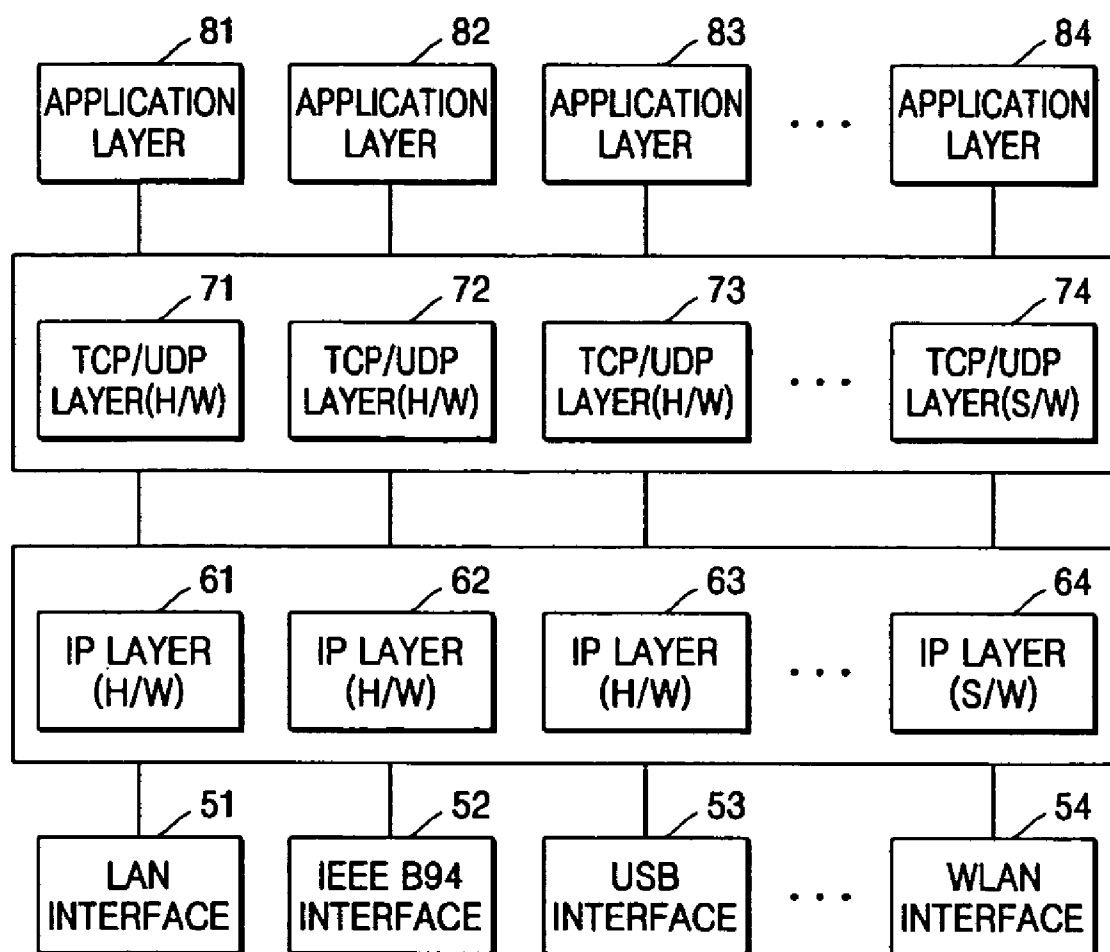 81
82
83
84
APPLICATION
LAYER
APPLICATION
LAYER
APPLICATION
LAYER
...
APPLICATION
LAYER
71
72
73
74
TCP/UDP
LAYER(H/W)
TCP/UDP
LAYER(H/W)
TCP/UDP
LAYER(H/W)
...
TCP/UDP
LAYER(S/W)
61
62
63
64
IP LAYER
(H/W)
IP LAYER
(H/W)
IP LAYER
(H/W)
...
IP LAYER
(S/W)
51
52
53
54
LAN
INTERFACE
IEEE B94
INTERFACE
USB
INTERFACE
...
WLAN
INTERFACE